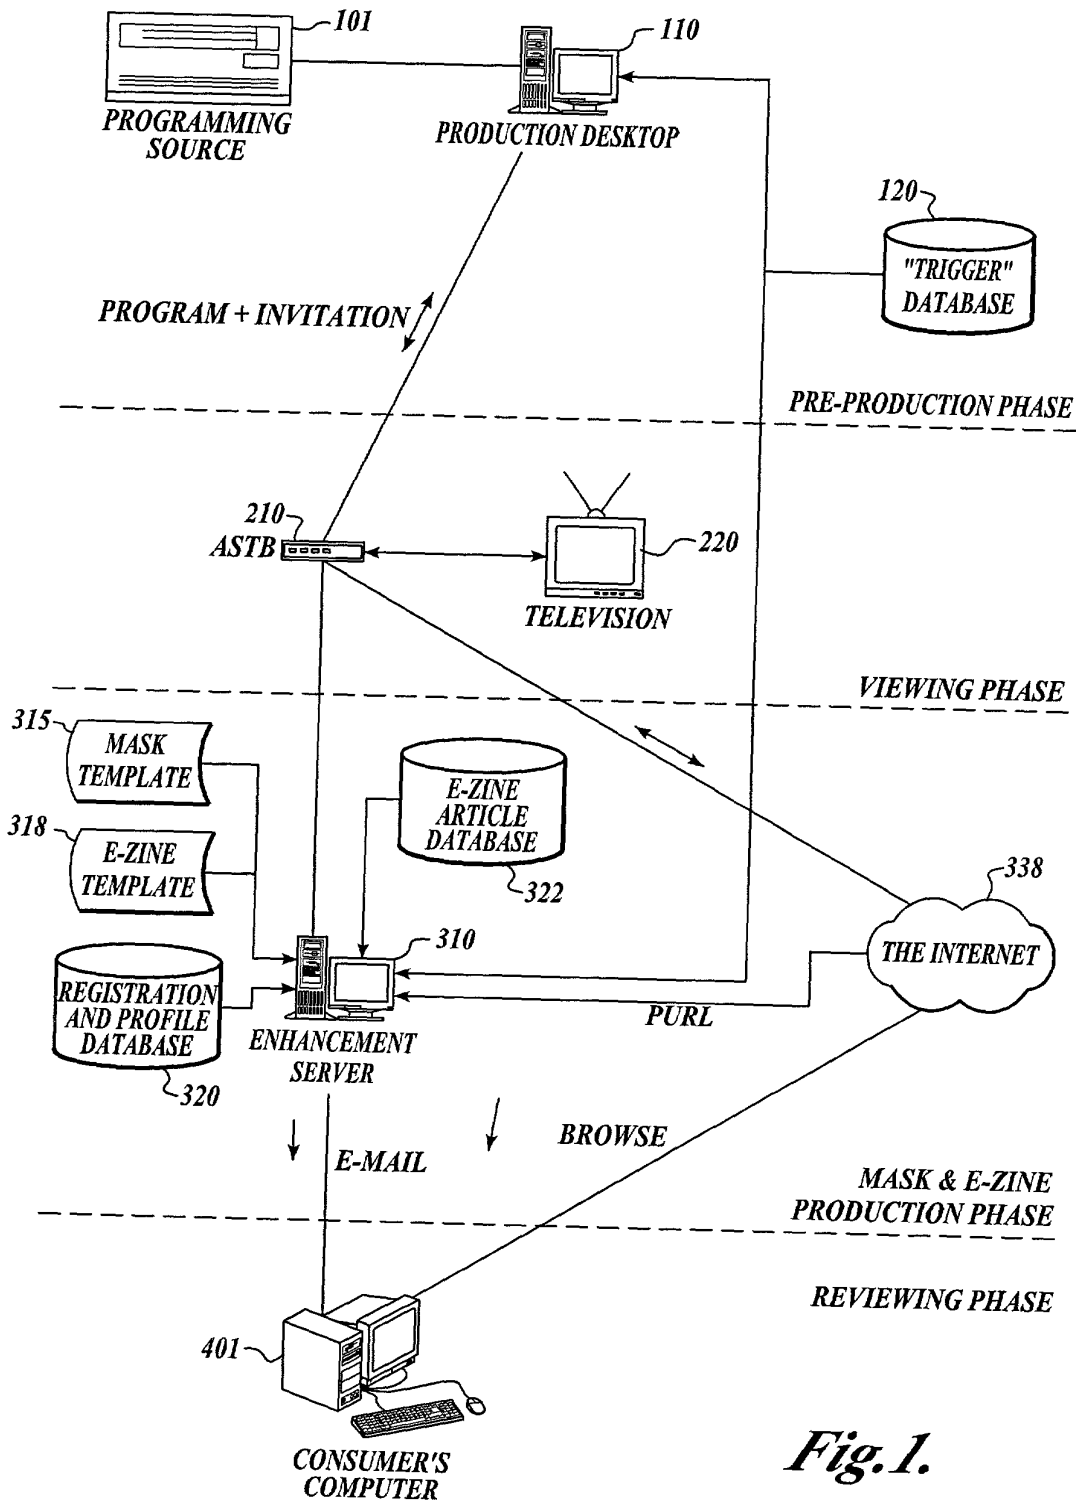 101
110
PROGRAMMING
SOURCE
PRODUCTION DESKTOP
120
"TRIGGER"
DATABASE
PROGRAM + INVITATION
PRE-PRODUCTION PHASE
210
ASTB
220
TELEVISION
VIEWING PHASE
315
MASK
TEMPLATE
E-ZINE
ARTICLE
DATABASE
318
E-ZINE
TEMPLATE
322
338
310
THE INTERNET
REGISTRATION
AND PROFILE
DATABASE
PURL
ENHANCEMENT
SERVER
320
BROWSE
E-MAIL
MASK & E-ZINE
PRODUCTION PHASE
REVIEWING PHASE
401
CONSUMER'S
COMPUTER
Fig.1.